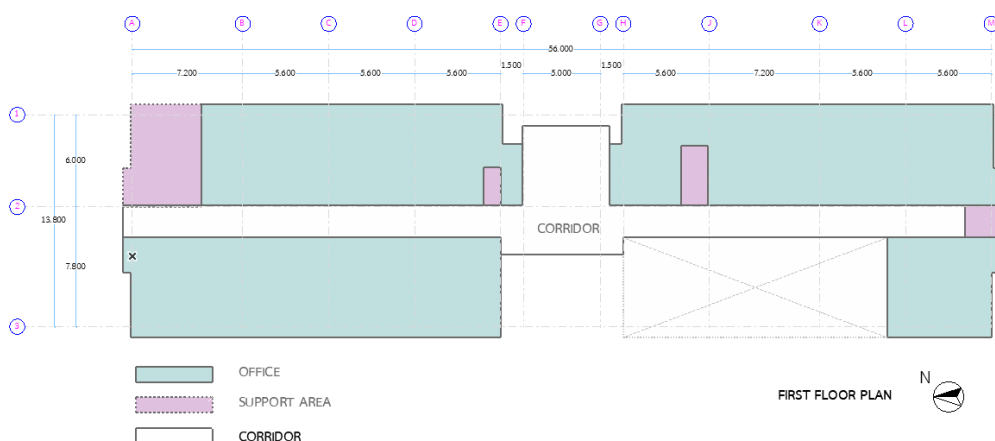 A B C D E F G H J K L M
56.000
7.200 5.600 5.600 5.600 1.500 5.000 1.500 5.600 7.200 5.600 5.600
1
6.000
2
13.800
CORRIDOR
7.800
3
OFFICE
SUPPORT AREA
CORRIDOR
FIRST FLOOR PLAN
N